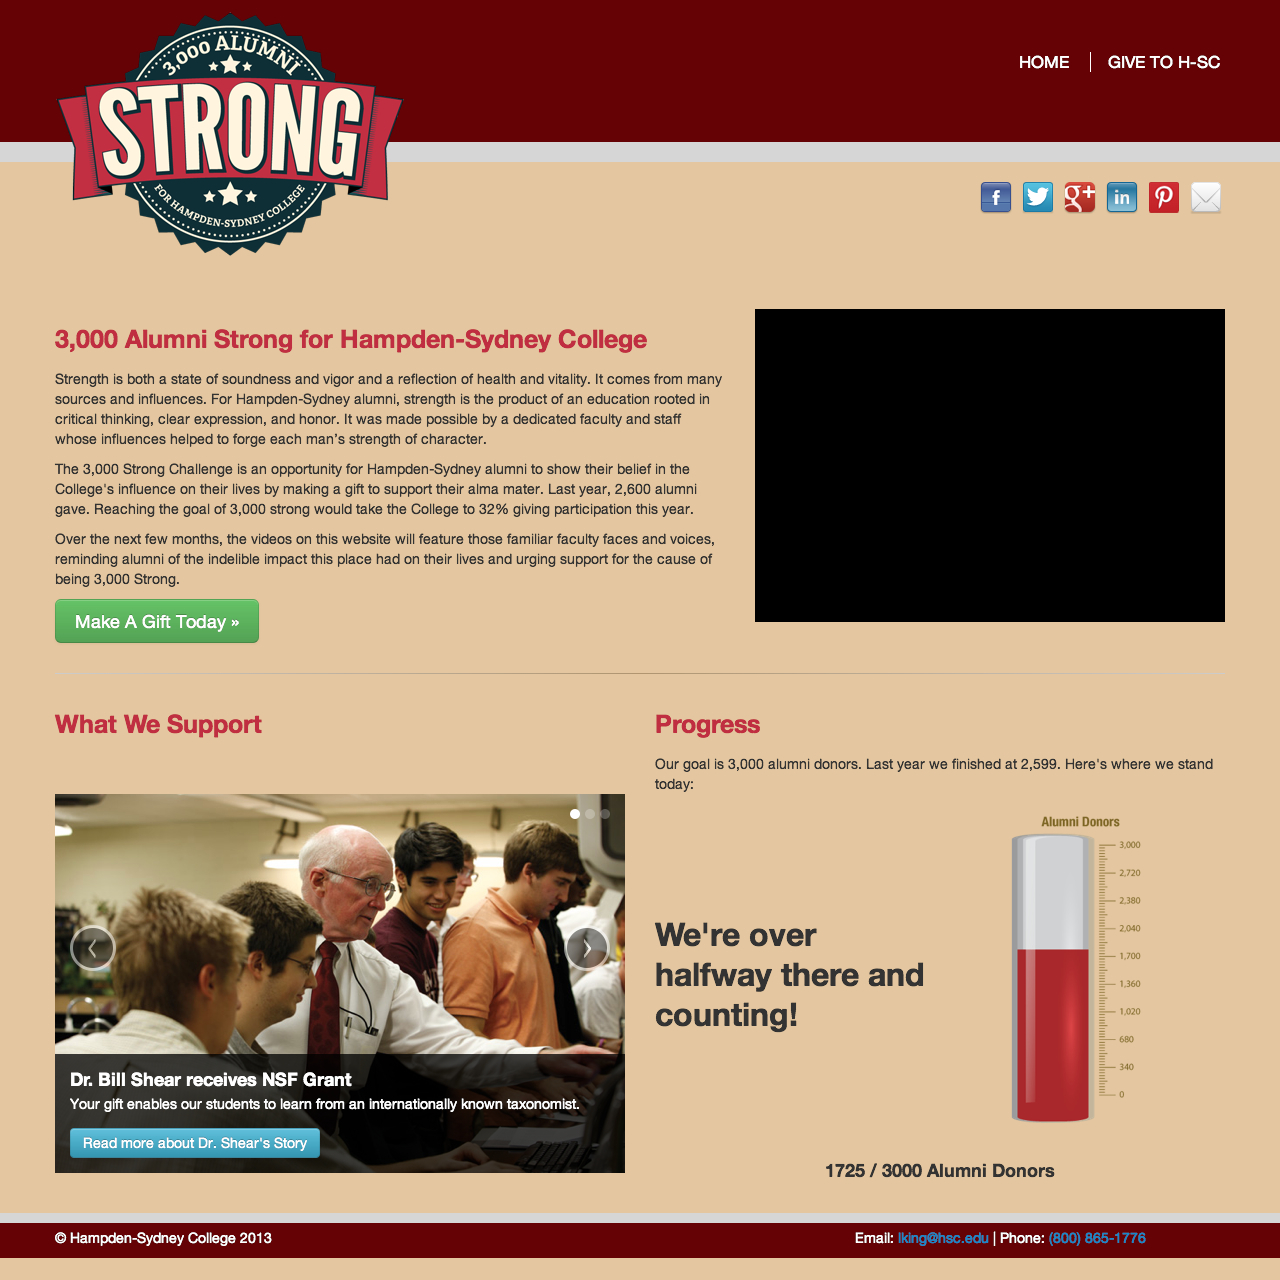 3,000 ALUMNI
STRONG
FOR HAMPDEN-SYDNEY COLLEGE
HOME
GIVE TO H-SC
3,000 Alumni Strong for Hampden-Sydney College
Strength is both a state of soundness and vigor and a reflection of health and vitality. It comes from many
sources and influences. For Hampden-Sydney alumni, strength is the product of an education rooted in
critical thinking, clear expression, and honor. It was made possible by a dedicated faculty and staff
whose influences helped to forge each man’s strength of character.
The 3,000 Strong Challenge is an opportunity for Hampden-Sydney alumni to show their belief in the
College's influence on their lives by making a gift to support their alma mater. Last year, 2,600 alumni
gave. Reaching the goal of 3,000 strong would take the College to 32% giving participation this year.
Over the next few months, the videos on this website will feature those familiar faculty faces and voices,
reminding alumni of the indelible impact this place had on their lives and urging support for the cause of
being 3,000 Strong.
Make A Gift Today »
What We Support
Dr. Bill Shear receives NSF Grant
Your gift enables our students to learn from an internationally known taxonomist.
Read more about Dr. Shear's Story
Progress
Our goal is 3,000 alumni donors. Last year we finished at 2,599. Here's where we stand
today:
We're over
halfway there and
counting!
Alumni Donors
3,000
2,720
2,380
2,040
1,700
1,360
1,020
680
340
0
1725 / 3000 Alumni Donors
© Hampden-Sydney College 2013
Email: lking@hsc.edu | Phone: (800) 865-1776